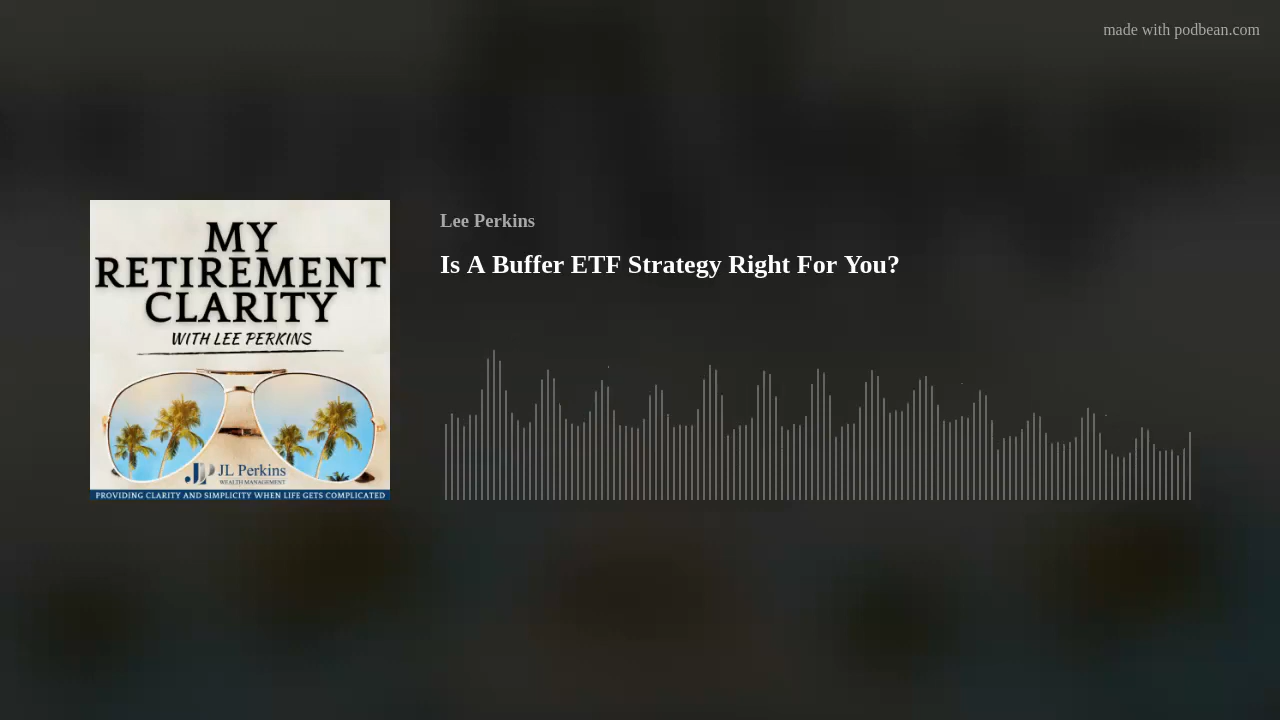 made with podbean.com
MY
RETIREMENT
CLARITY
WITH LEE PERKINS
JLP JL Perkins
WEALTH MANAGEMENT
PROVIDING CLARITY AND SIMPLICITY WHEN LIFE GETS COMPLICATED
Lee Perkins
Is A Buffer ETF Strategy Right For You?